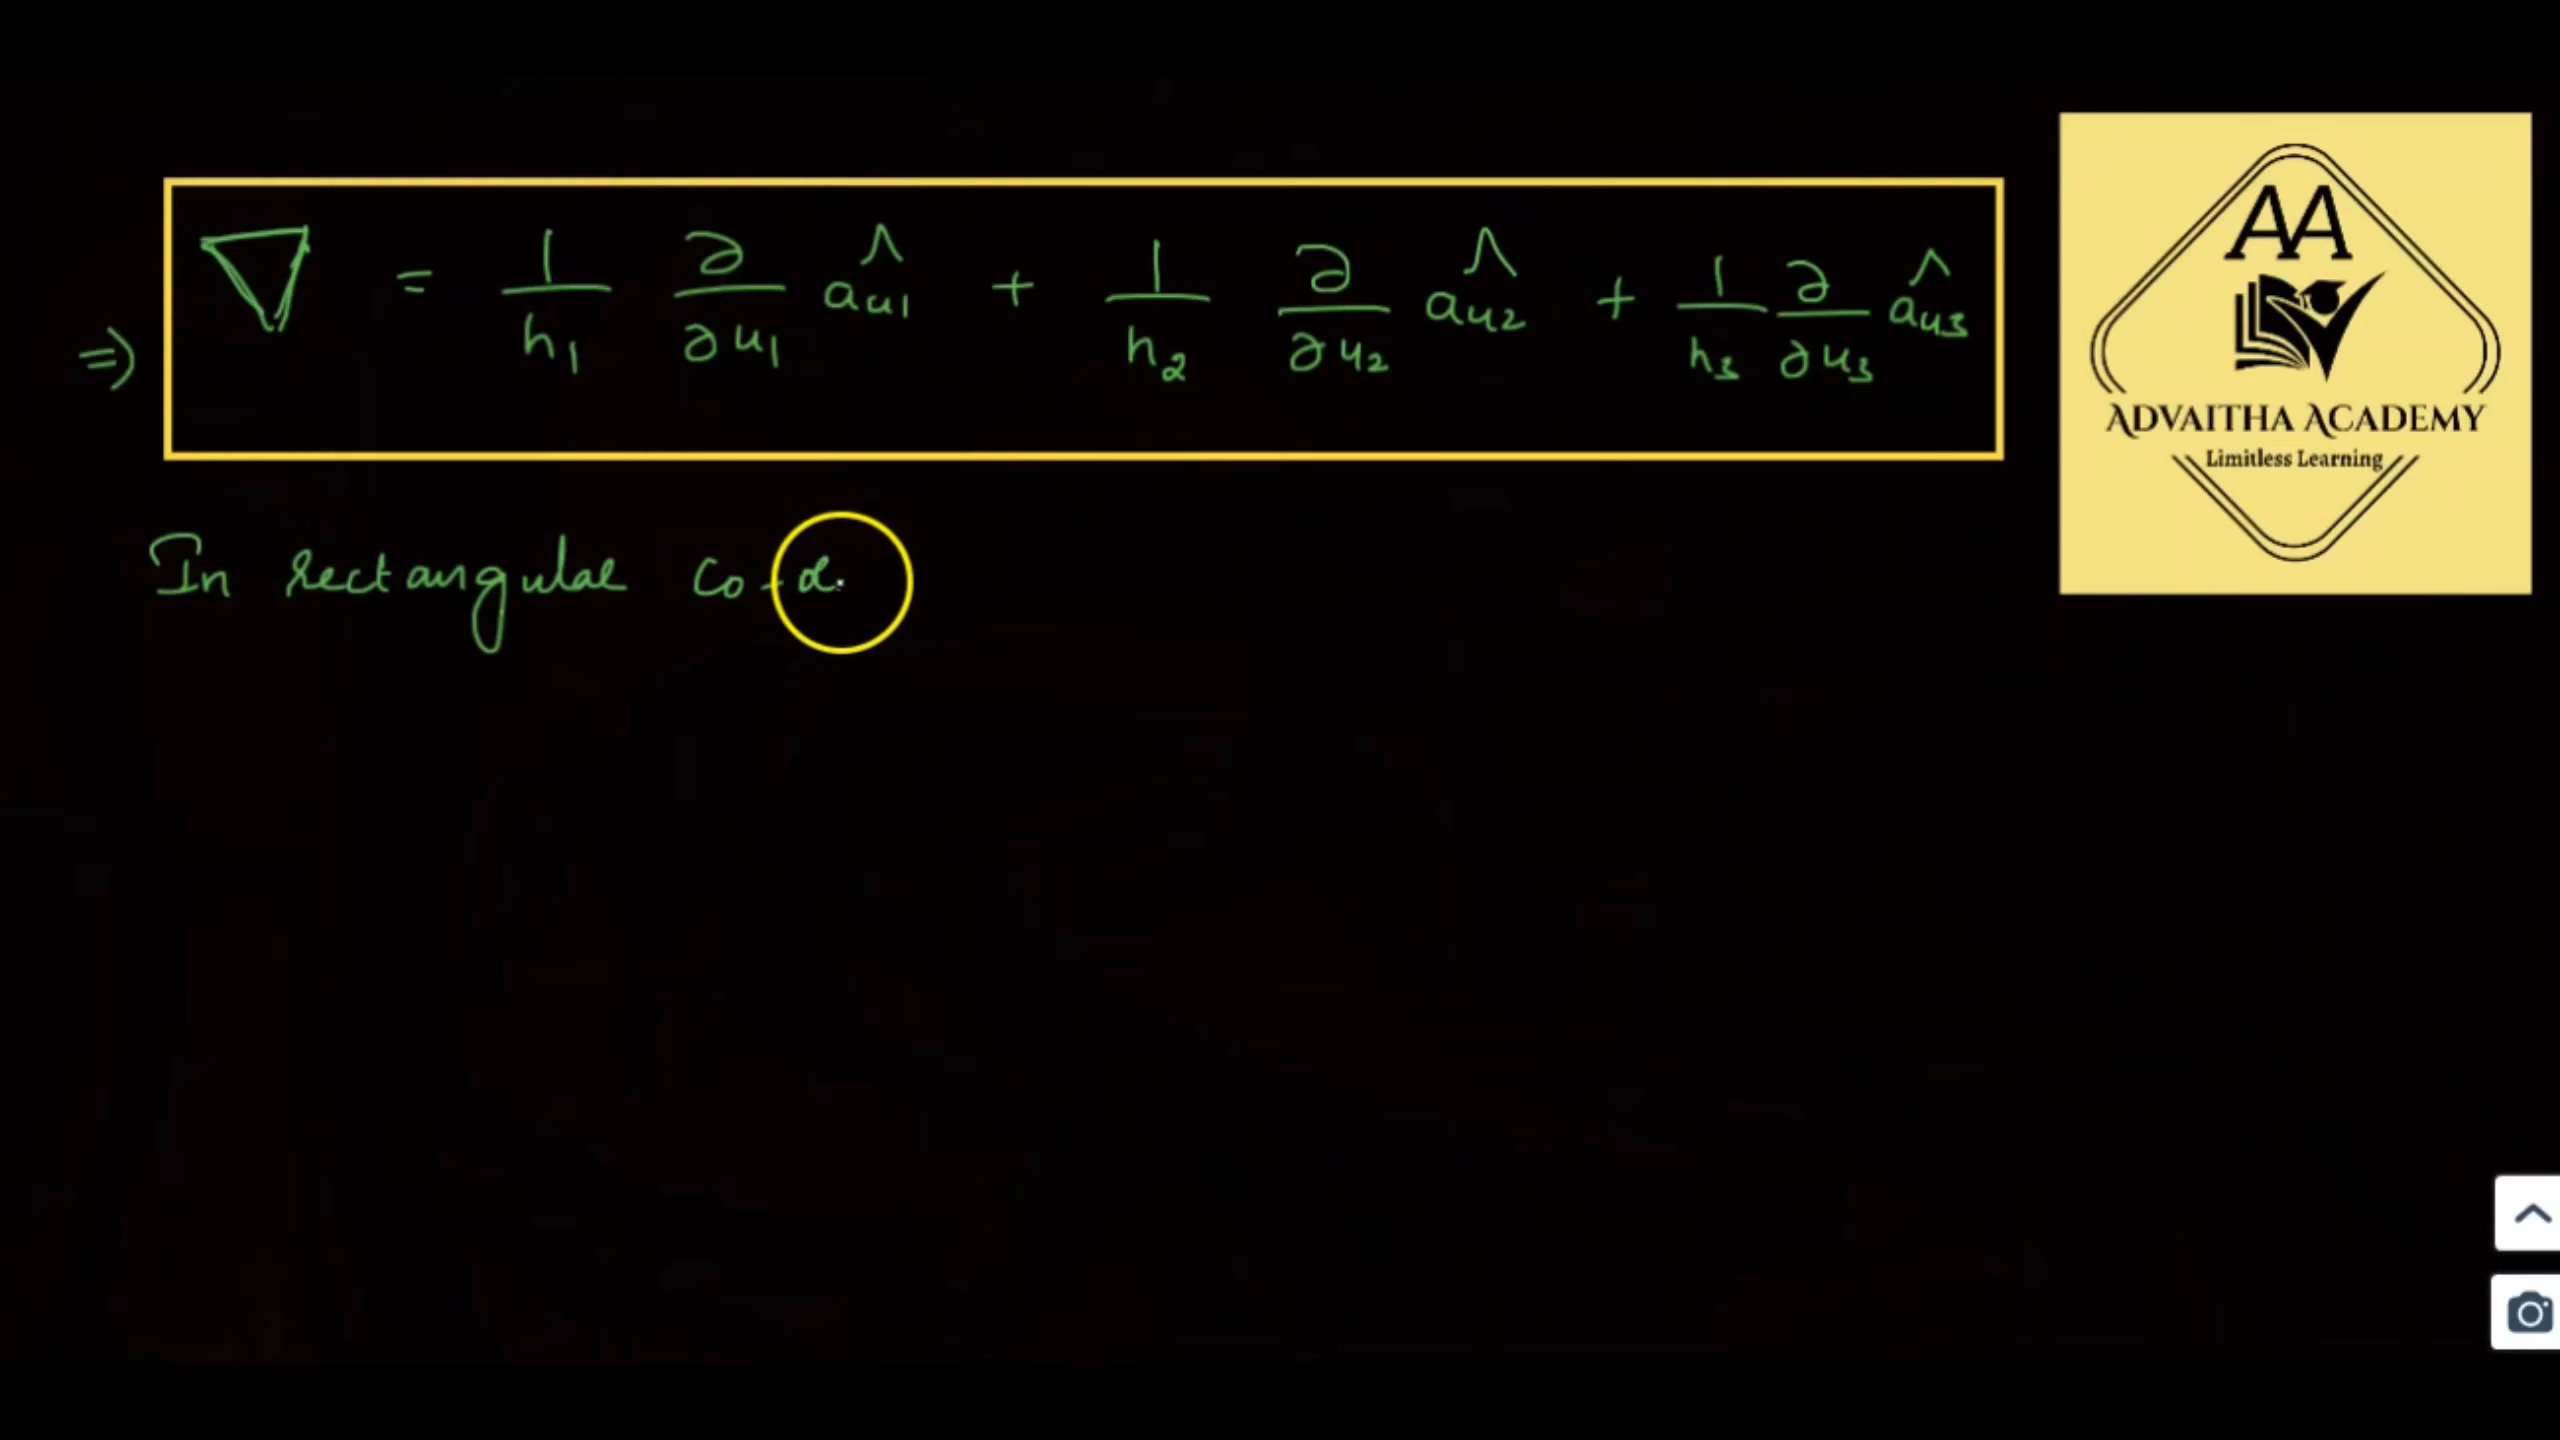 ⇒ ∇ = 1/h₁ ∂/∂u₁ âu₁ + 1/h₂ ∂/∂u₂ âu₂ + 1/h₃ ∂/∂u₃ âu₃
In rectangular co-
AA
ADVAITHA ACADEMY
Limitless Learning